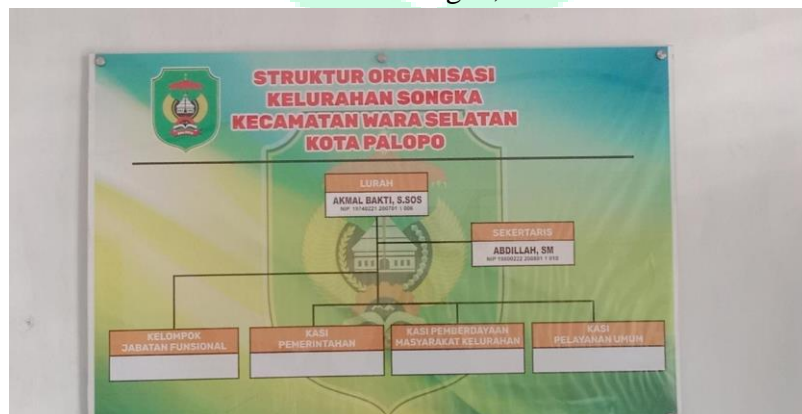 STRUKTUR ORGANISASI
KELURAHAN SONGKA
KECAMATAN WARA SELATAN
KOTA PALOPO
LURAH
AKMAL BAKTI, S.SOS
SEKERTARIS
ABDILLAH, SM
KELOMPOK
JABATAN FUNSIONAL
KASI
PEMERINTAHAN
KASI PEMBERDAYAAN
MASYARAKAT KELURAHAN
KASI
PELAYANAN UMUM